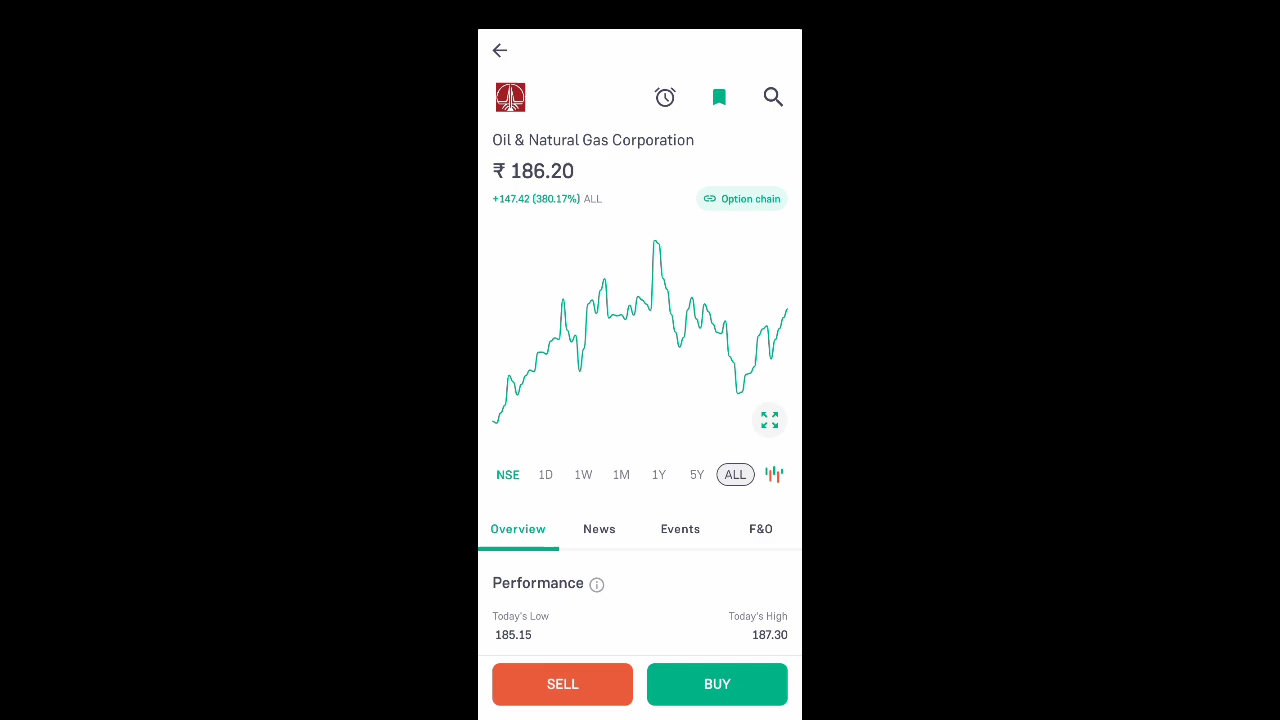 Oil & Natural Gas Corporation
₹ 186.20
+147.42 (380.17%) ALL
Option chain
NSE 1D 1W 1M 1Y 5Y ALL
Overview News Events F&O
Performance
Today's Low Today's High
185.15 187.30
SELL BUY